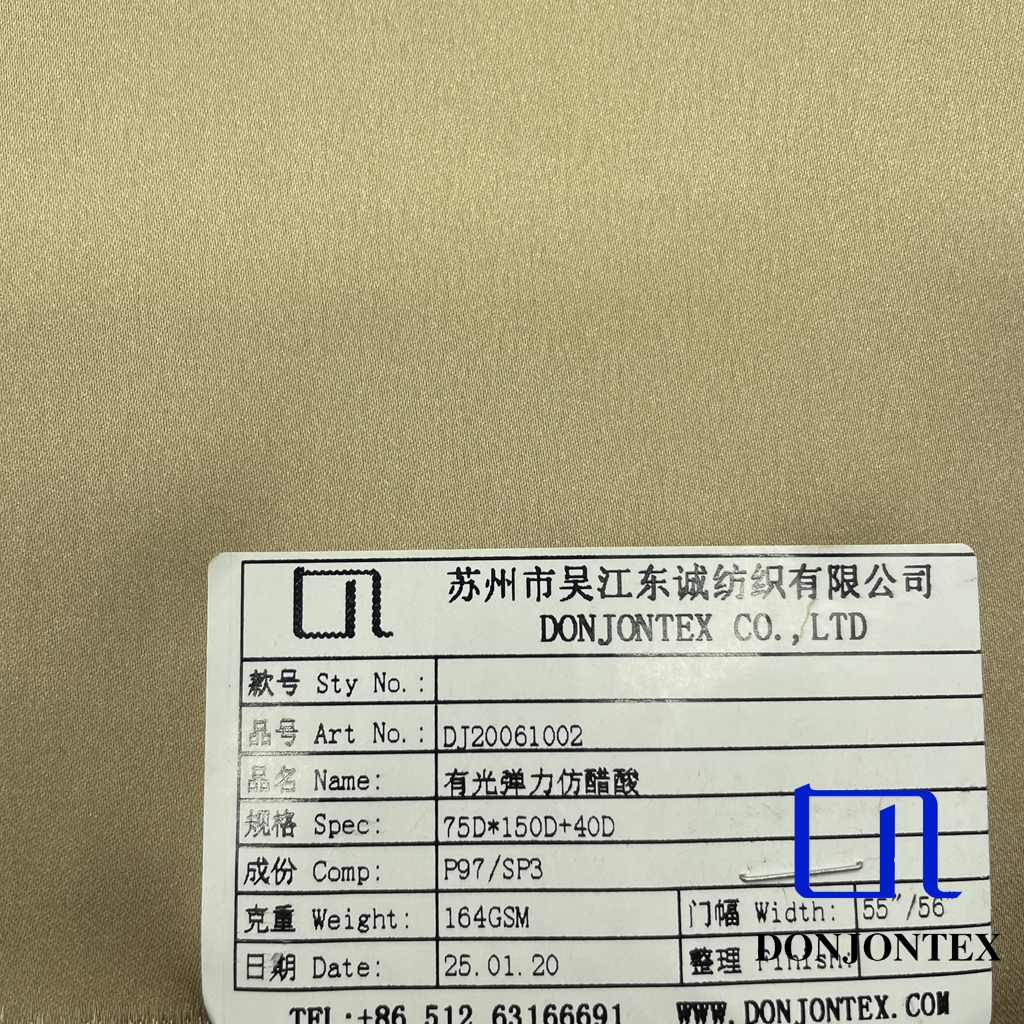 苏州市吴江东诚纺织有限公司
DONJONTEX CO.,LTD
款号 Sty No.:
品号 Art No.: DJ20061002
品名 Name: 有光弹力仿醋酸
规格 Spec: 75D*150D+40D
成份 Comp: P97/SP3
克重 Weight: 164GSM 门幅 Width: 55"/56"
日期 Date: 25.01.20 整理 Finish:
DONJONTEX
TEL:+86 512 63166691 WWW.DONJONTEX.COM